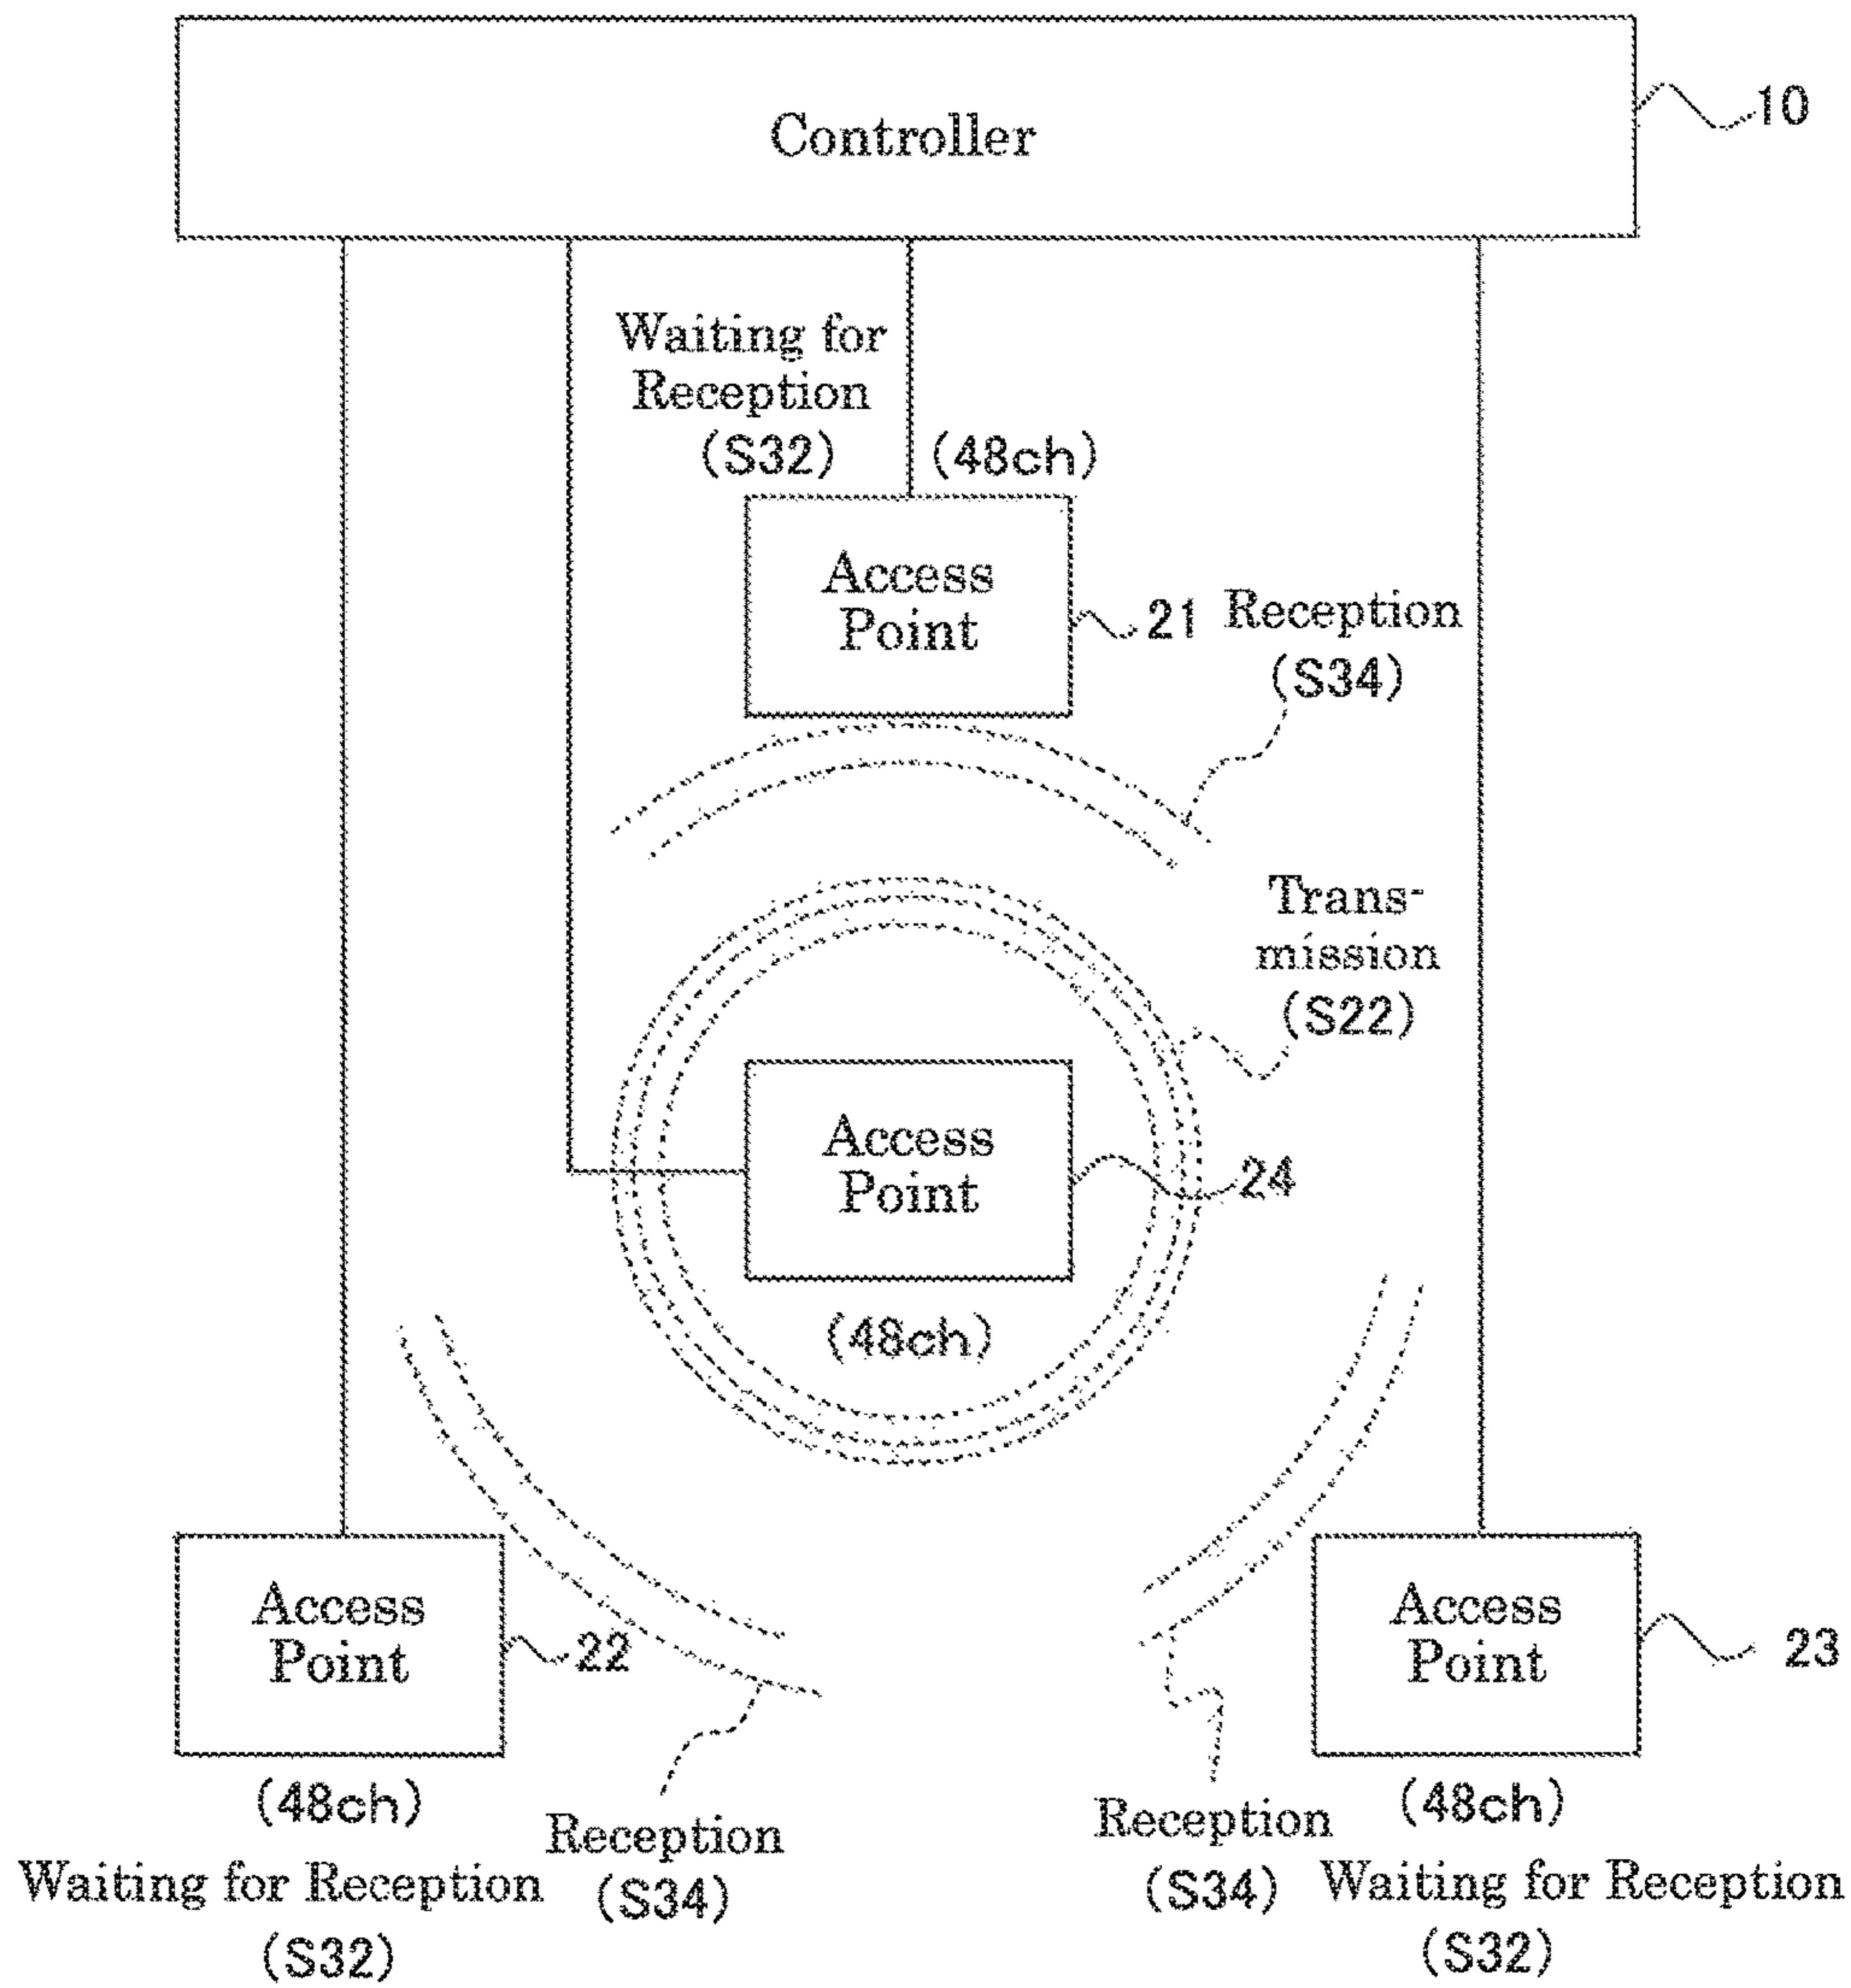 Controller
10
Waiting for
Reception
(S32)
(48ch)
Access
Point
21
Reception
(S34)
Trans-
mission
(S22)
Access
Point
24
(48ch)
Access
Point
22
Access
Point
23
(48ch)
Waiting for Reception
(S32)
Reception
(S34)
Reception
(S34)
(48ch)
Waiting for Reception
(S32)